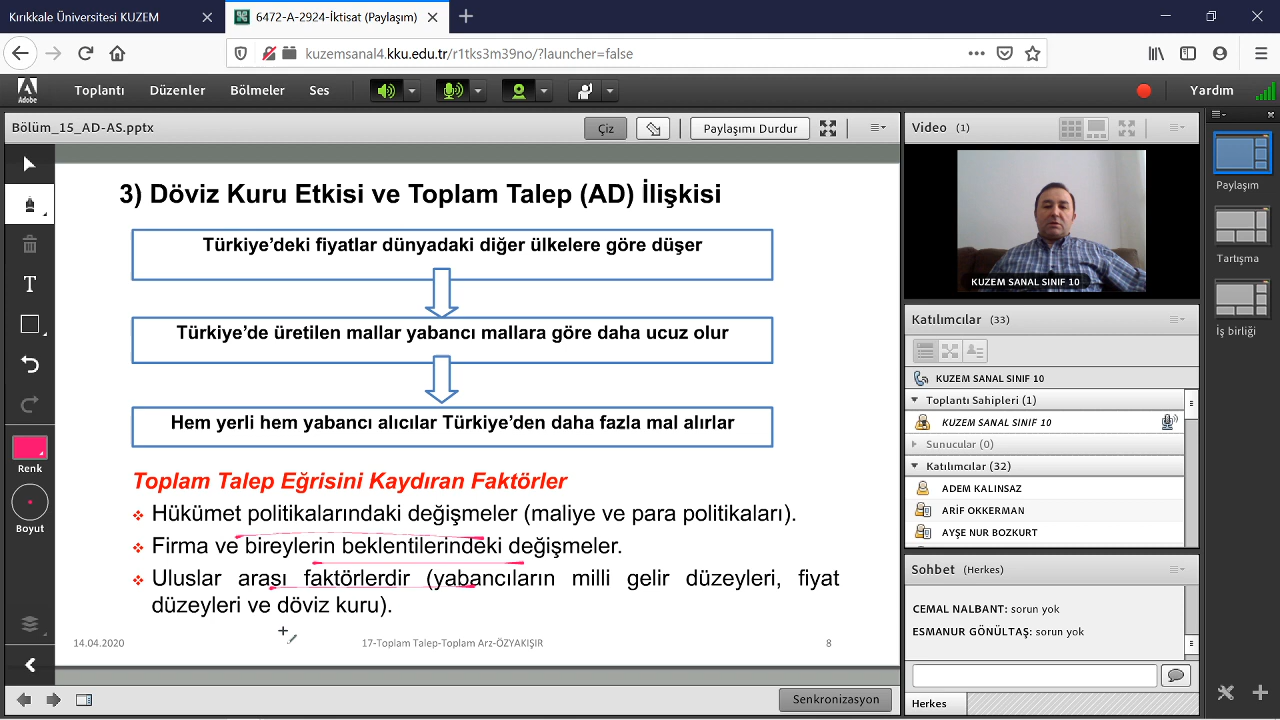 Kırıkkale Üniversitesi KUZEM
6472-A-2924-İktisat (Paylaşım)
kuzemsanal4.kku.edu.tr/r1tks3m39no/?launcher=false
Adobe
Toplantı Düzenler Bölmeler Ses
Yardım
Bölüm_15_AD-AS.pptx
Çiz
Paylaşımı Durdur
3) Döviz Kuru Etkisi ve Toplam Talep (AD) İlişkisi
Türkiye’deki fiyatlar dünyadaki diğer ülkelere göre düşer
Türkiye’de üretilen mallar yabancı mallara göre daha ucuz olur
Hem yerli hem yabancı alıcılar Türkiye’den daha fazla mal alırlar
Toplam Talep Eğrisini Kaydıran Faktörler
Hükümet politikalarındaki değişmeler (maliye ve para politikaları).
Firma ve bireylerin beklentilerindeki değişmeler.
Uluslar arası faktörlerdir (yabancıların milli gelir düzeyleri, fiyat
düzeyleri ve döviz kuru).
14.04.2020
17-Toplam Talep-Toplam Arz-ÖZYAKIŞIR
8
Renk
Boyut
Senkronizasyon
Video (1)
KUZEM SANAL SINIF 10
Katılımcılar (33)
KUZEM SANAL SINIF 10
Toplantı Sahipleri (1)
KUZEM SANAL SINIF 10
Sunucular (0)
Katılımcılar (32)
ADEM KALINSAZ
ARİF OKKERMAN
AYŞE NUR BOZKURT
Sohbet (Herkes)
CEMAL NALBANT: sorun yok
ESMANUR GÖNÜLTAŞ: sorun yok
Herkes
Paylaşım
Tartışma
İş birliği